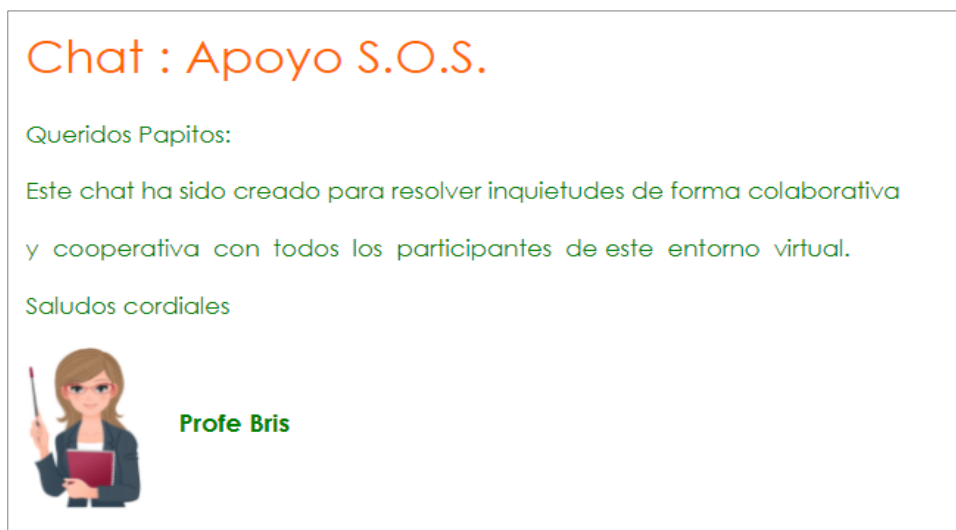 Chat : Apoyo S.O.S.
Queridos Papitos:
Este chat ha sido creado para resolver inquietudes de forma colaborativa
y cooperativa con todos los participantes de este entorno virtual.
Saludos cordiales
Profe Bris